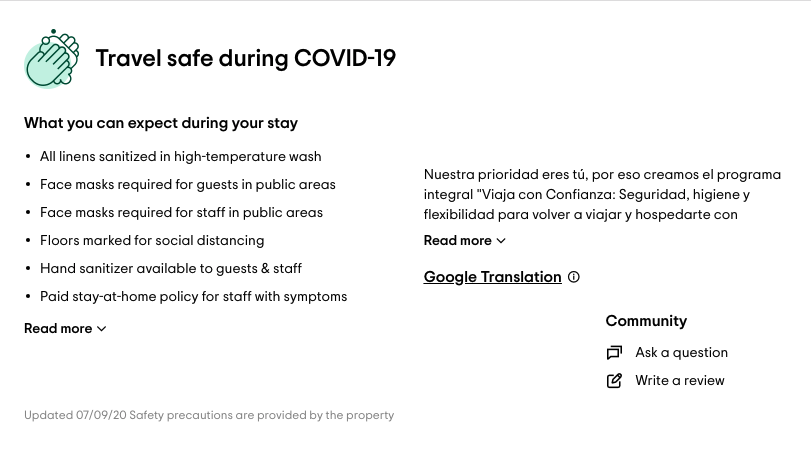 Travel safe during COVID-19
What you can expect during your stay
• All linens sanitized in high-temperature wash
• Face masks required for guests in public areas
• Face masks required for staff in public areas
• Floors marked for social distancing
• Hand sanitizer available to guests & staff
• Paid stay-at-home policy for staff with symptoms
Read more
Nuestra prioridad eres tú, por eso creamos el programa
integral "Viaja con Confianza: Seguridad, higiene y
flexibilidad para volver a viajar y hospedarte con
Read more
Google Translation
Community
Ask a question
Write a review
Updated 07/09/20 Safety precautions are provided by the property